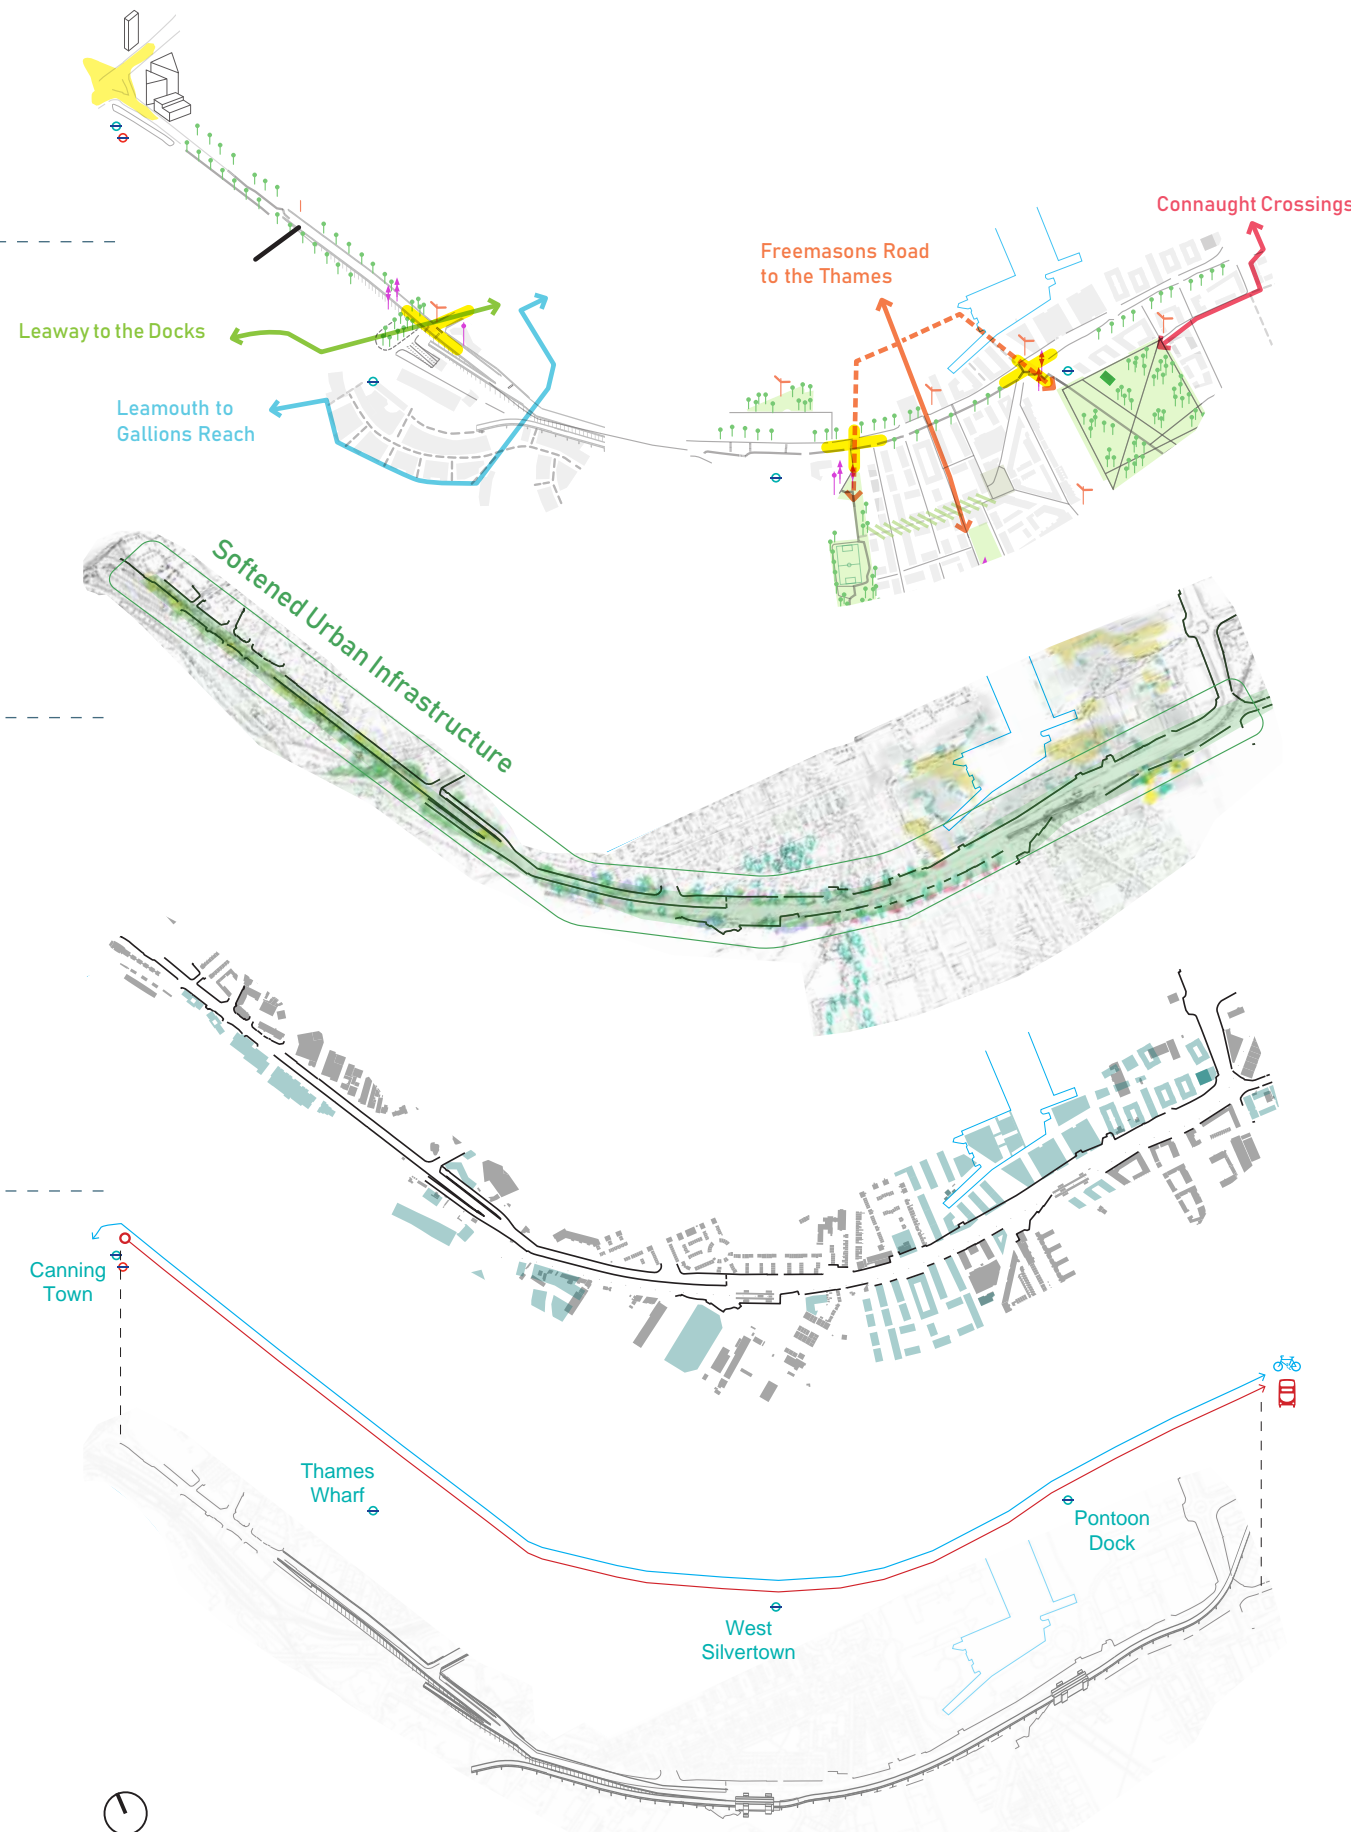 Connaught Crossings
Freemasons Road
to the Thames
Leaway to the Docks
Leamouth to
Gallions Reach
Softened Urban Infrastructure
Canning
Town
Thames
Wharf
Pontoon
Dock
West
Silvertown